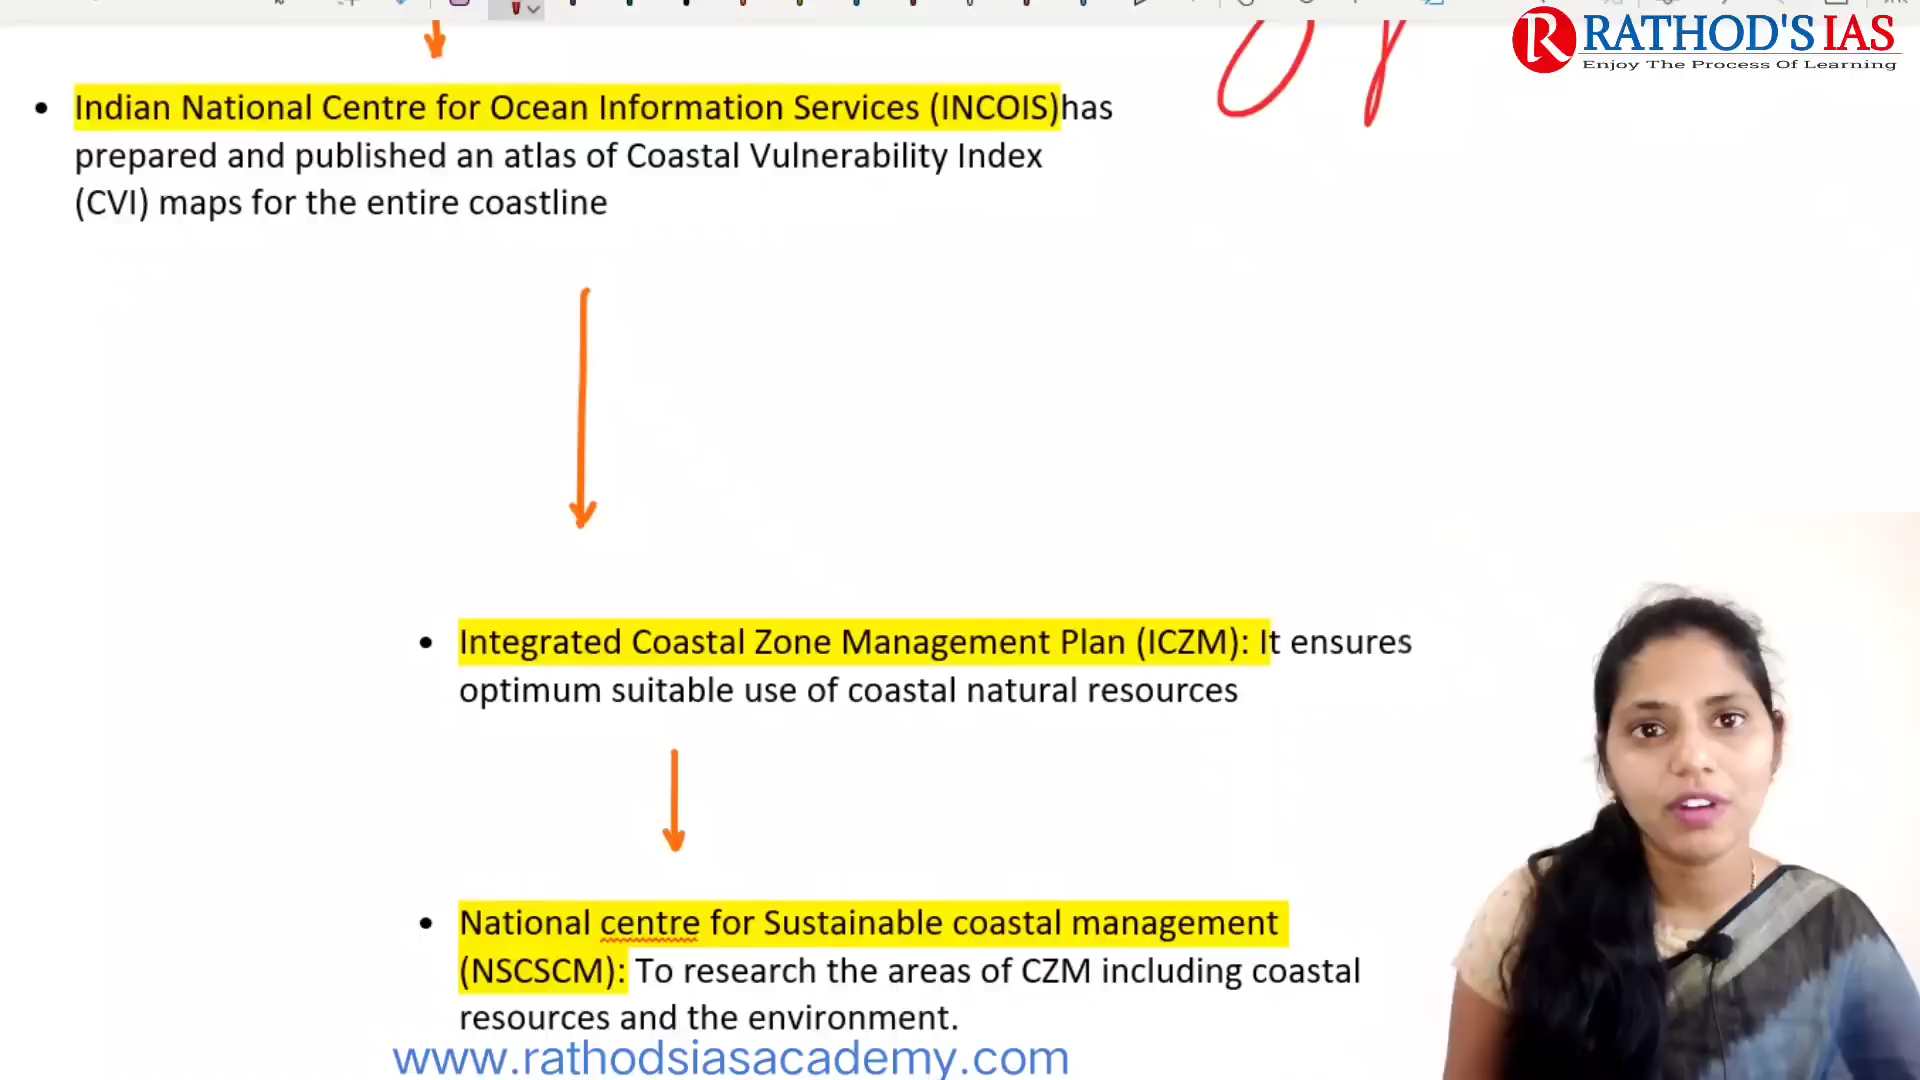 RATHOD'S IAS
Enjoy The Process Of Learning
• Indian National Centre for Ocean Information Services (INCOIS)has
prepared and published an atlas of Coastal Vulnerability Index
(CVI) maps for the entire coastline
• Integrated Coastal Zone Management Plan (ICZM): It ensures
optimum suitable use of coastal natural resources
• National centre for Sustainable coastal management
(NSCSCM): To research the areas of CZM including coastal
resources and the environment.
www.rathodsiasacademy.com